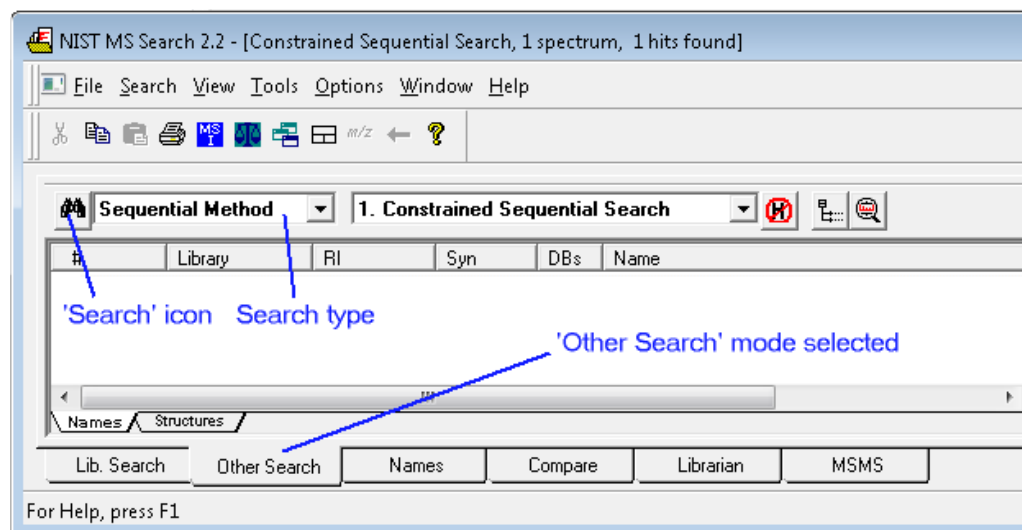 NIST MS Search 2.2 - [Constrained Sequential Search, 1 spectrum, 1 hits found]
File Search View Tools Options Window Help
MS I m/z ?
Sequential Method 1. Constrained Sequential Search H
# Library RI Syn DBs Name
'Search' icon Search type
'Other Search' mode selected
Names Structures
Lib. Search Other Search Names Compare Librarian MSMS
For Help, press F1